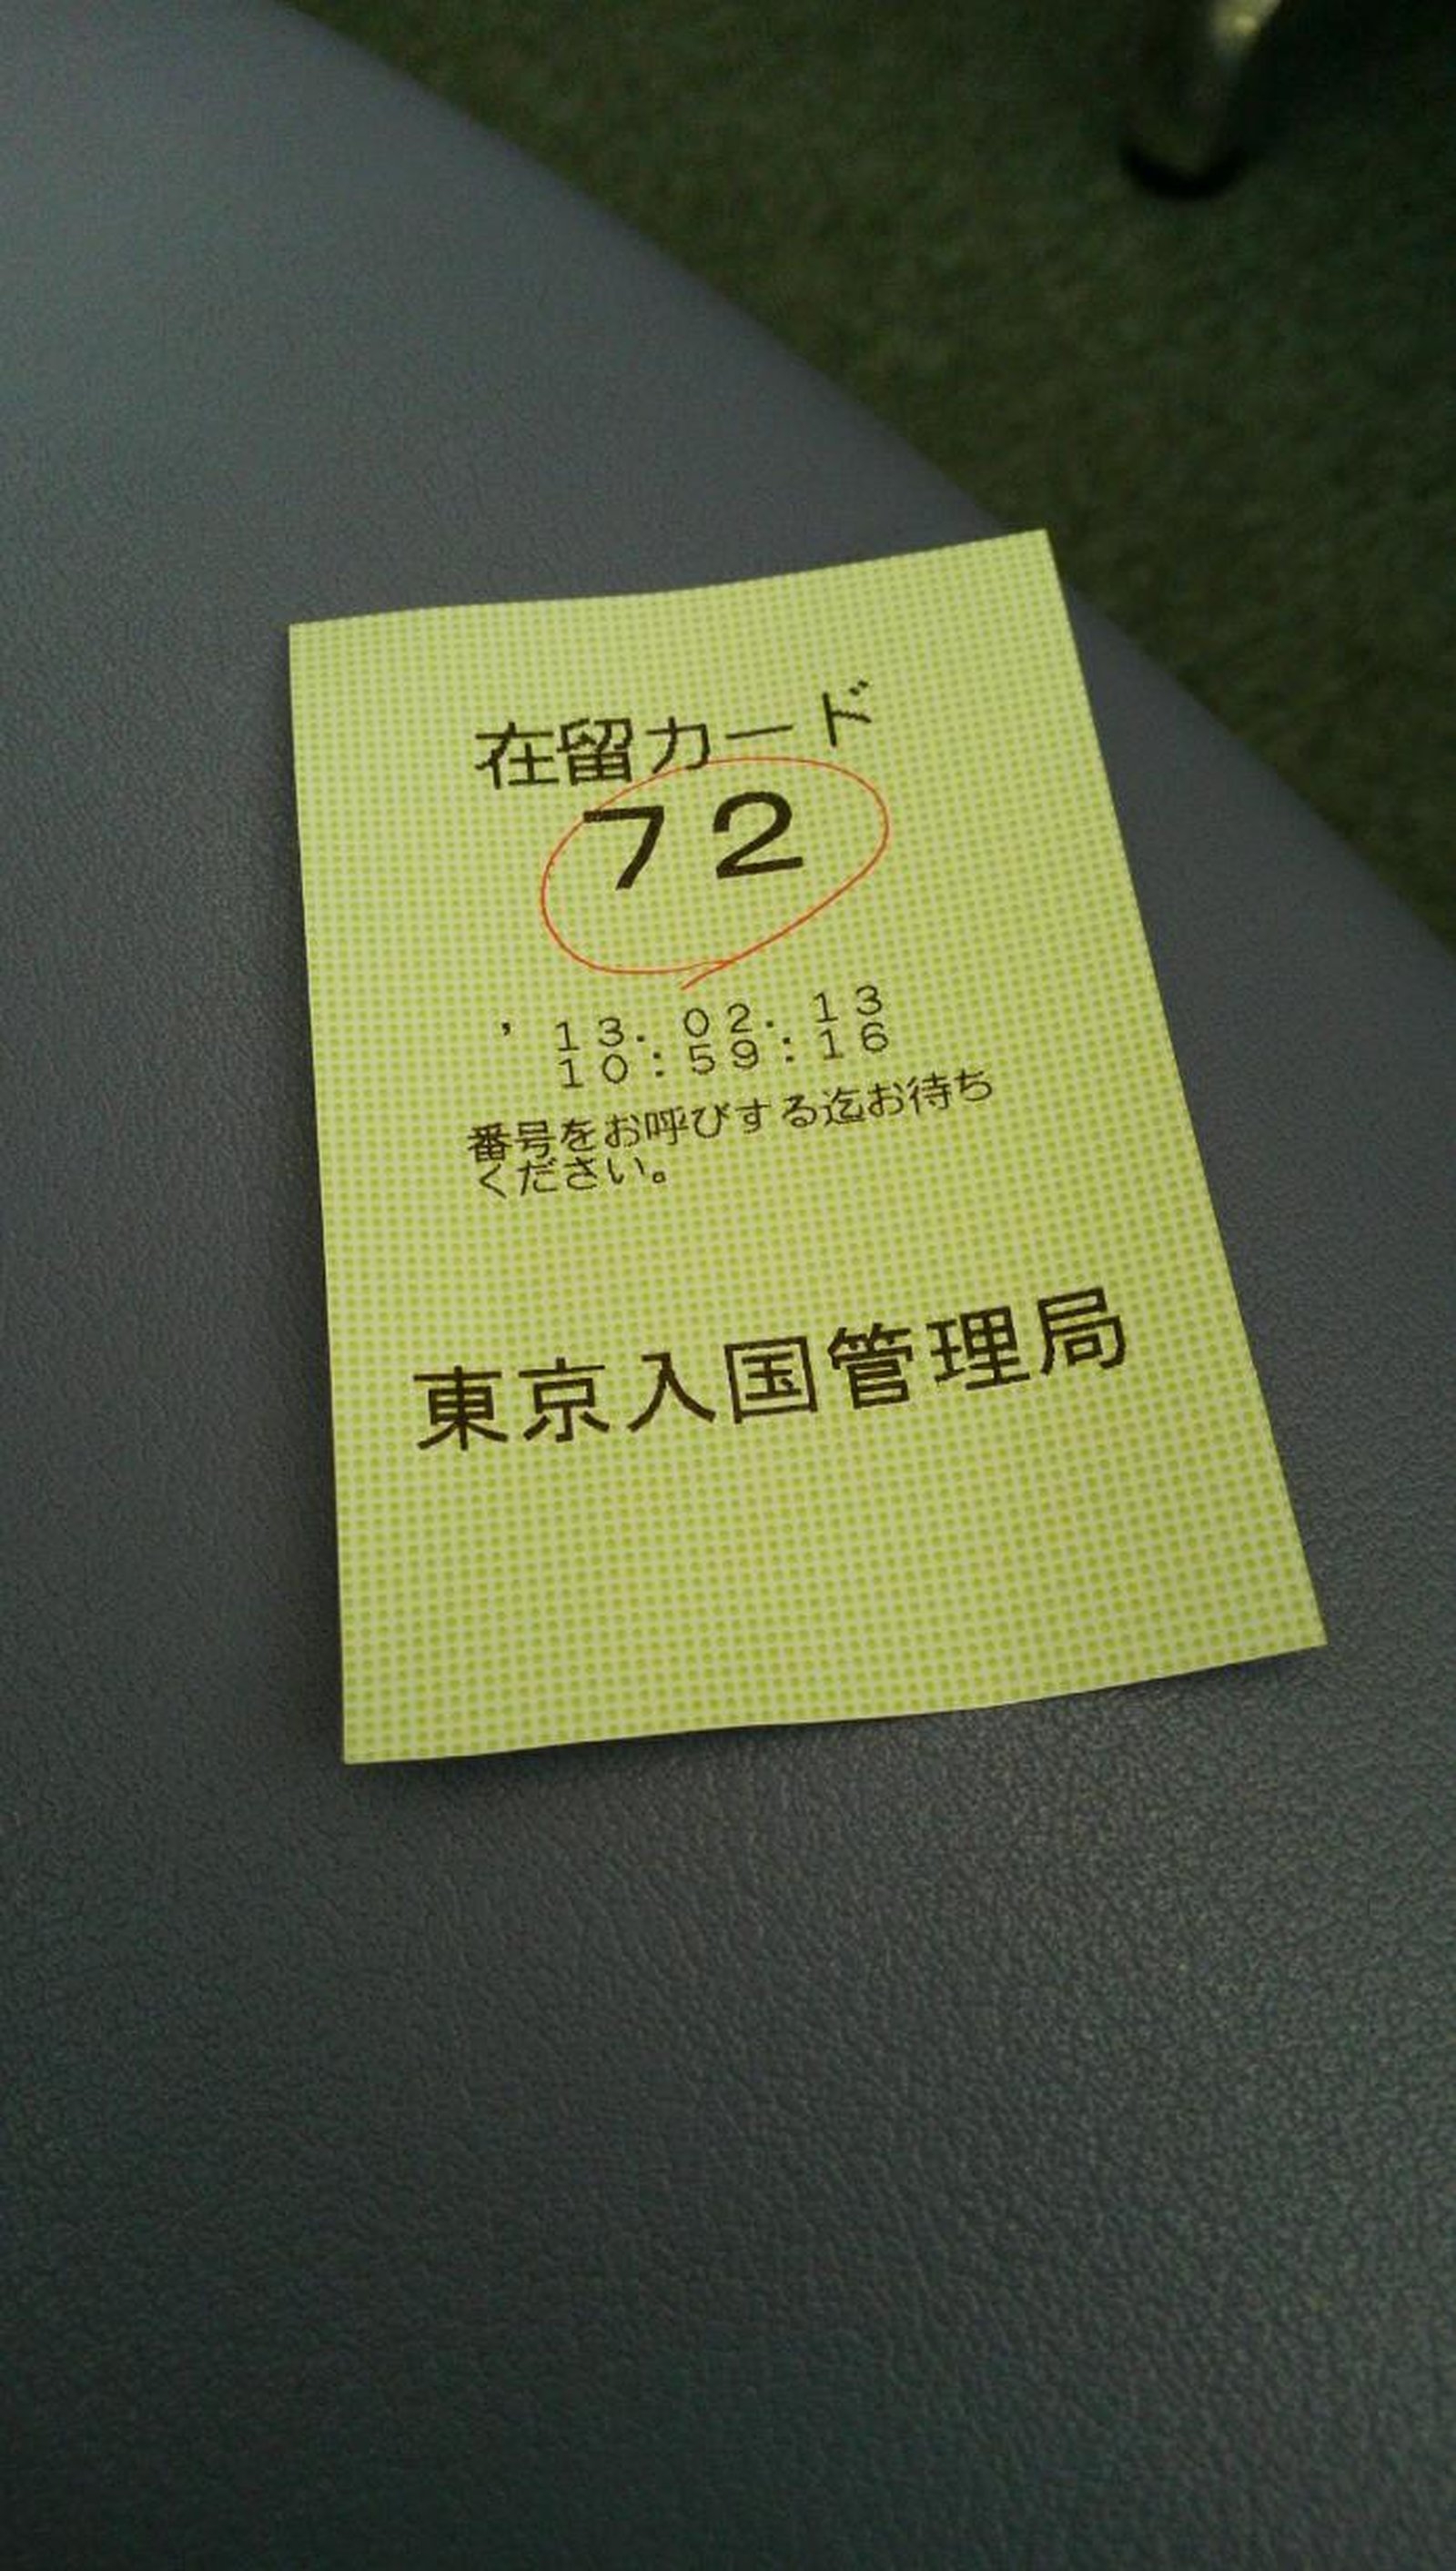 在留カード
72
'13.02.13
10:59:16
番号をお呼びする迄お待ち
ください。
東京入国管理局